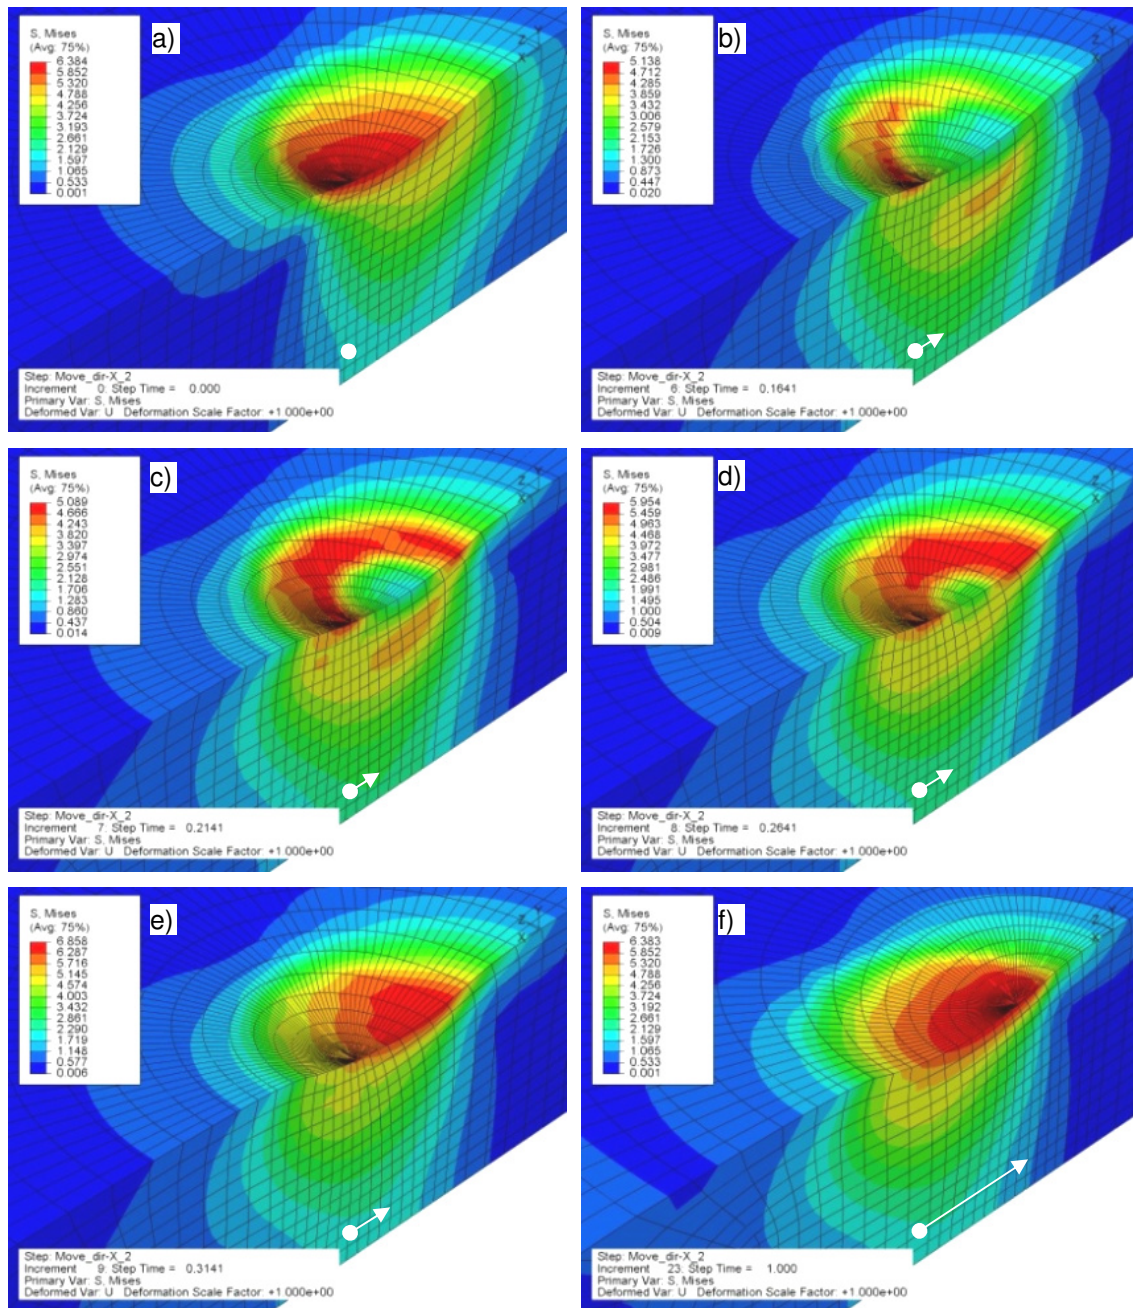 a)
S, Mises
(Avg: 75%)
6.384
5.852
5.320
4.788
4.256
3.724
3.193
2.661
2.129
1.597
1.065
0.533
0.001
Z Y
X
Step: Move_dir-X_2
Increment 0: Step Time = 0.000
Primary Var: S, Mises
Deformed Var: U Deformation Scale Factor: +1.000e+00
b)
S, Mises
(Avg: 75%)
5.138
4.712
4.285
3.859
3.432
3.006
2.579
2.153
1.726
1.300
0.873
0.447
0.020
Z Y
X
Step: Move_dir-X_2
Increment 6: Step Time = 0.1641
Primary Var: S, Mises
Deformed Var: U Deformation Scale Factor: +1.000e+00
c)
S, Mises
(Avg: 75%)
5.089
4.666
4.243
3.820
3.397
2.974
2.551
2.128
1.706
1.283
0.860
0.437
0.014
Z Y
X
Step: Move_dir-X_2
Increment 7: Step Time = 0.2141
Primary Var: S, Mises
Deformed Var: U Deformation Scale Factor: +1.000e+00
d)
S, Mises
(Avg: 75%)
5.954
5.459
4.963
4.468
3.972
3.477
2.981
2.486
1.991
1.495
1.000
0.504
0.009
Z Y
X
Step: Move_dir-X_2
Increment 8: Step Time = 0.2641
Primary Var: S, Mises
Deformed Var: U Deformation Scale Factor: +1.000e+00
e)
S, Mises
(Avg: 75%)
6.858
6.287
5.716
5.145
4.574
4.003
3.432
2.861
2.290
1.719
1.148
0.577
0.006
Z Y
X
Step: Move_dir-X_2
Increment 9: Step Time = 0.3141
Primary Var: S, Mises
Deformed Var: U Deformation Scale Factor: +1.000e+00
f)
S, Mises
(Avg: 75%)
6.383
5.852
5.320
4.788
4.256
3.724
3.192
2.661
2.129
1.597
1.065
0.533
0.001
Z Y
X
Step: Move_dir-X_2
Increment 23: Step Time = 1.000
Primary Var: S, Mises
Deformed Var: U Deformation Scale Factor: +1.000e+00